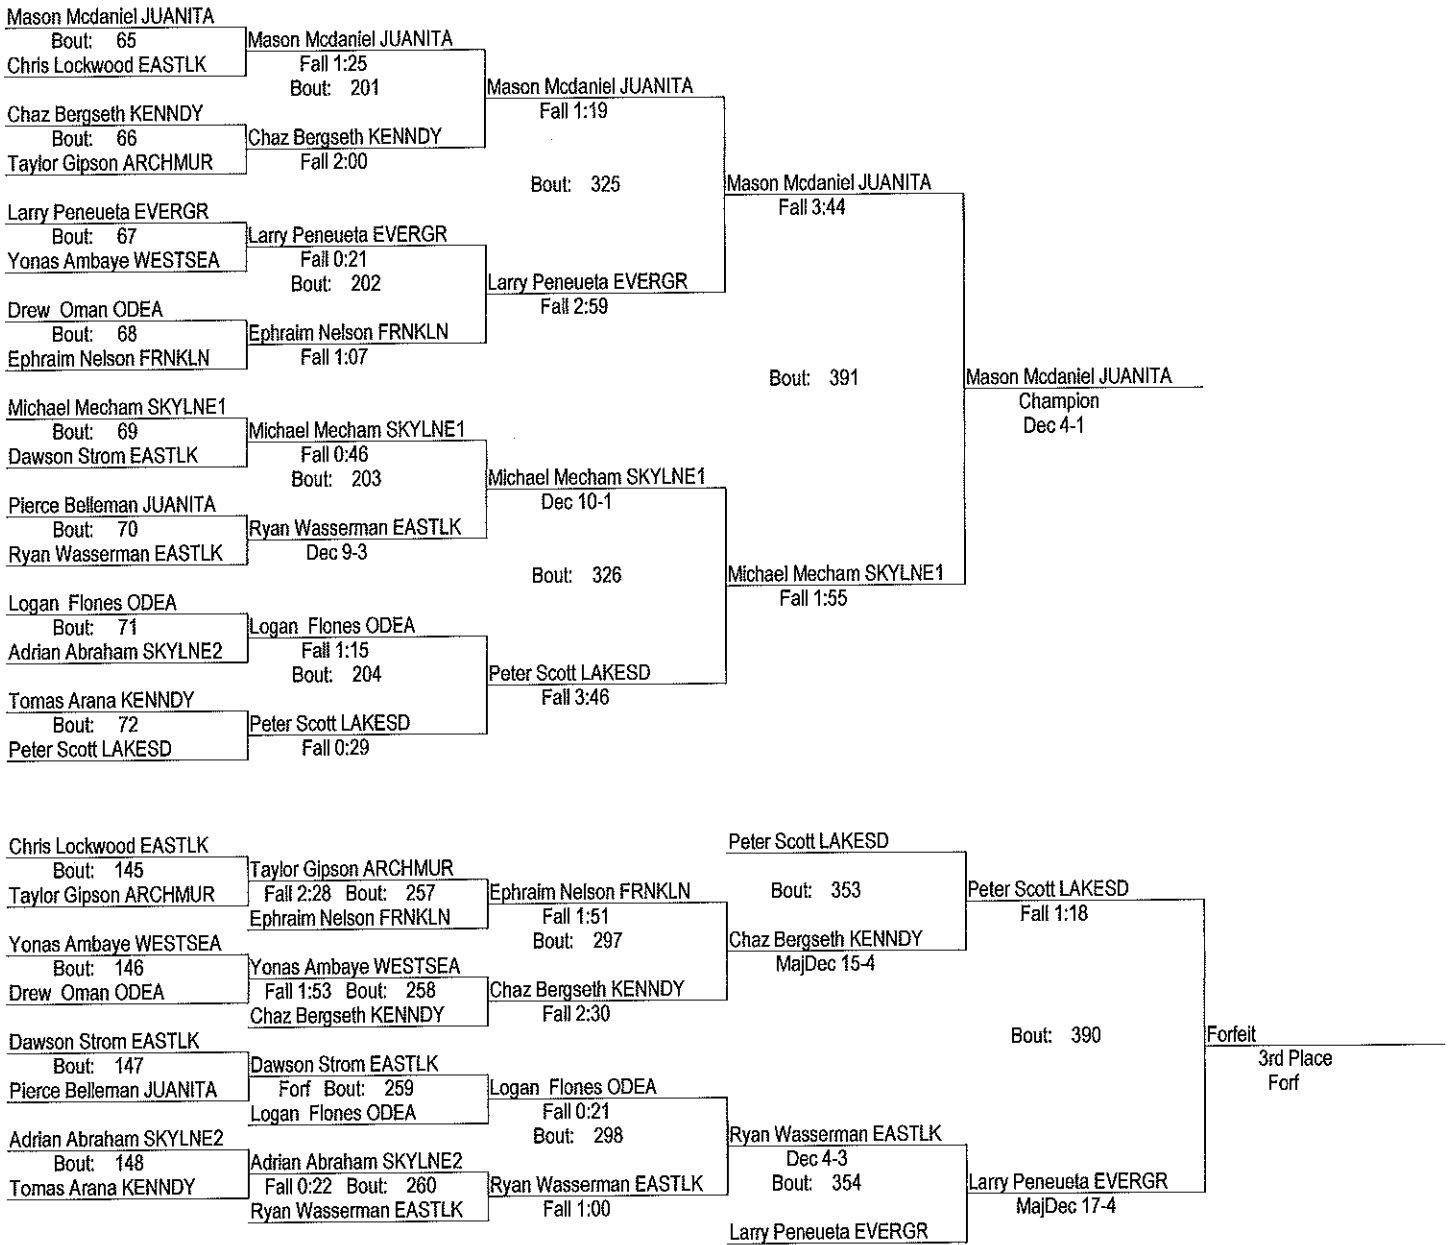 Mason Mcdaniel JUANITA
Bout: 65
Chris Lockwood EASTLK
Chaz Bergseth KENNDY
Bout: 66
Taylor Gipson ARCHMUR
Larry Peneueta EVERGR
Bout: 67
Yonas Ambaye WESTSEA
Drew Oman ODEA
Bout: 68
Ephraim Nelson FRNKLN
Michael Mecham SKYLNE1
Bout: 69
Dawson Strom EASTLK
Pierce Belleman JUANITA
Bout: 70
Ryan Wasserman EASTLK
Logan Flones ODEA
Bout: 71
Adrian Abraham SKYLNE2
Tomas Arana KENNDY
Bout: 72
Peter Scott LAKESD
Mason Mcdaniel JUANITA
Fall 1:25
Bout: 201
Chaz Bergseth KENNDY
Fall 2:00
Larry Peneueta EVERGR
Fall 0:21
Bout: 202
Ephraim Nelson FRNKLN
Fall 1:07
Michael Mecham SKYLNE1
Fall 0:46
Bout: 203
Ryan Wasserman EASTLK
Dec 9-3
Logan Flones ODEA
Fall 1:15
Bout: 204
Peter Scott LAKESD
Fall 0:29
Mason Mcdaniel JUANITA
Fall 1:19
Bout: 325
Larry Peneueta EVERGR
Fall 2:59
Michael Mecham SKYLNE1
Dec 10-1
Bout: 326
Peter Scott LAKESD
Fall 3:46
Mason Mcdaniel JUANITA
Fall 3:44
Bout: 391
Michael Mecham SKYLNE1
Fall 1:55
Mason Mcdaniel JUANITA
Champion
Dec 4-1
Chris Lockwood EASTLK
Bout: 145
Taylor Gipson ARCHMUR
Yonas Ambaye WESTSEA
Bout: 146
Drew Oman ODEA
Dawson Strom EASTLK
Bout: 147
Pierce Belleman JUANITA
Adrian Abraham SKYLNE2
Bout: 148
Tomas Arana KENNDY
Taylor Gipson ARCHMUR
Fall 2:28 Bout: 257
Ephraim Nelson FRNKLN
Yonas Ambaye WESTSEA
Fall 1:53 Bout: 258
Chaz Bergseth KENNDY
Dawson Strom EASTLK
Forf Bout: 259
Logan Flones ODEA
Adrian Abraham SKYLNE2
Fall 0:22 Bout: 260
Ryan Wasserman EASTLK
Ephraim Nelson FRNKLN
Fall 1:51
Bout: 297
Chaz Bergseth KENNDY
Fall 2:30
Logan Flones ODEA
Fall 0:21
Bout: 298
Ryan Wasserman EASTLK
Fall 1:00
Peter Scott LAKESD
Bout: 353
Chaz Bergseth KENNDY
MajDec 15-4
Ryan Wasserman EASTLK
Dec 4-3
Bout: 354
Larry Peneueta EVERGR
Peter Scott LAKESD
Fall 1:18
Bout: 390
Larry Peneueta EVERGR
MajDec 17-4
Forfeit
3rd Place
Forf